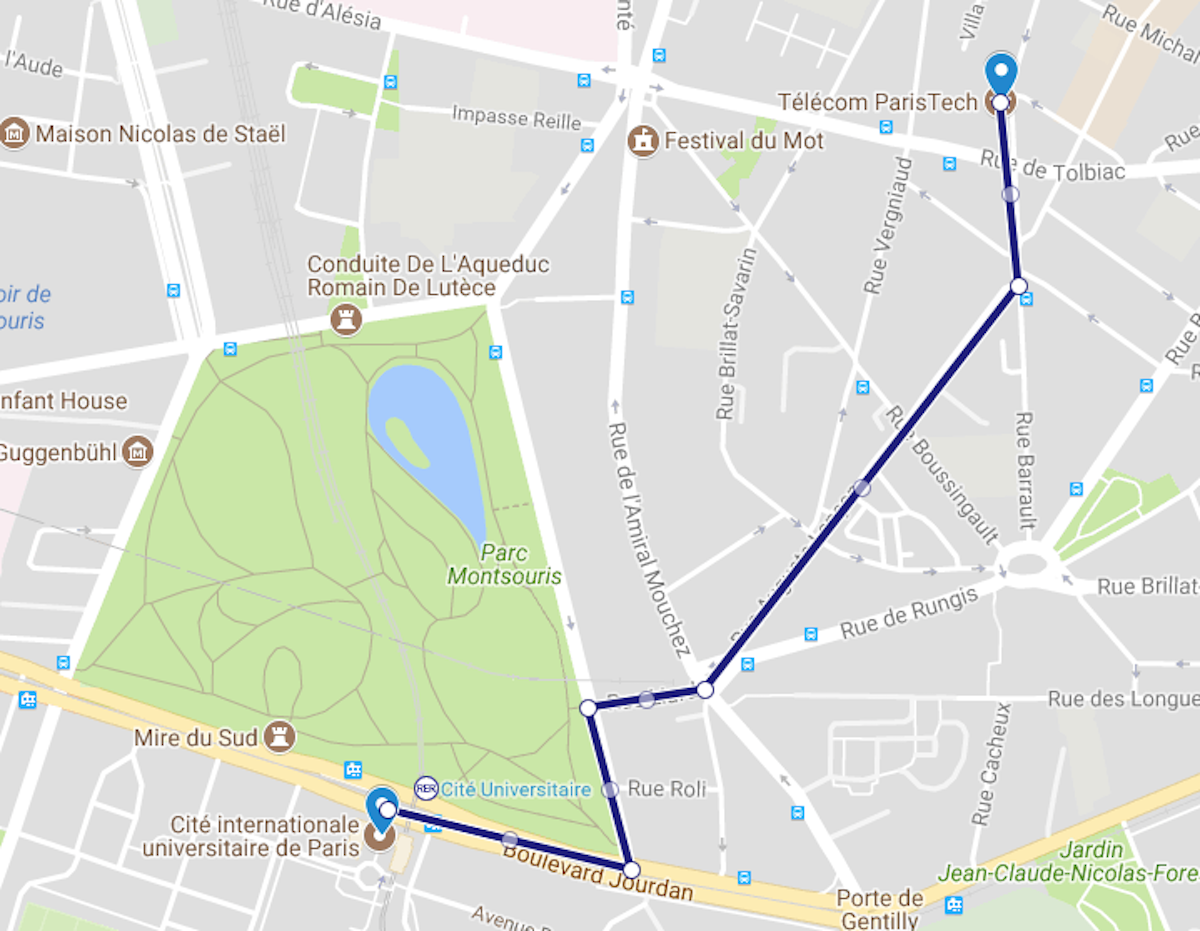 Rue d'Alésia
Villa
Rue Michal
l'Aude
Télécom ParisTech
Impasse Reille
Maison Nicolas de Staël
Festival du Mot
Rue de Tolbiac
Rue
Rue Vergniaud
Conduite De L'Aqueduc
Romain De Lutèce
oir de
ouris
Rue Brillat-Savarin
nfant House
Guggenbühl
Rue de l'Amiral Mouchez
Rue Boussingault
Rue Barrault
Parc
Montsouris
Rue Brillat-
Rue de Rungis
Rue des Longue
Mire du Sud
RER
Cité Universitaire
Rue Roli
Rue Cacheux
Cité internationale
universitaire de Paris
Boulevard Jourdan
Jardin
Jean-Claude-Nicolas-Fore
Porte de
Gentilly
Avenue